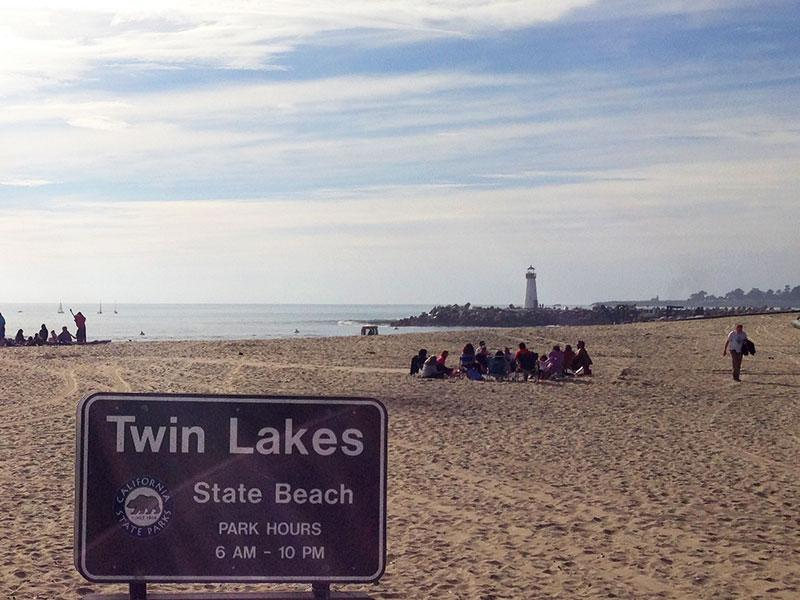 Twin Lakes
State Beach
PARK HOURS
6 AM - 10 PM
CALIFORNIA
STATE PARKS